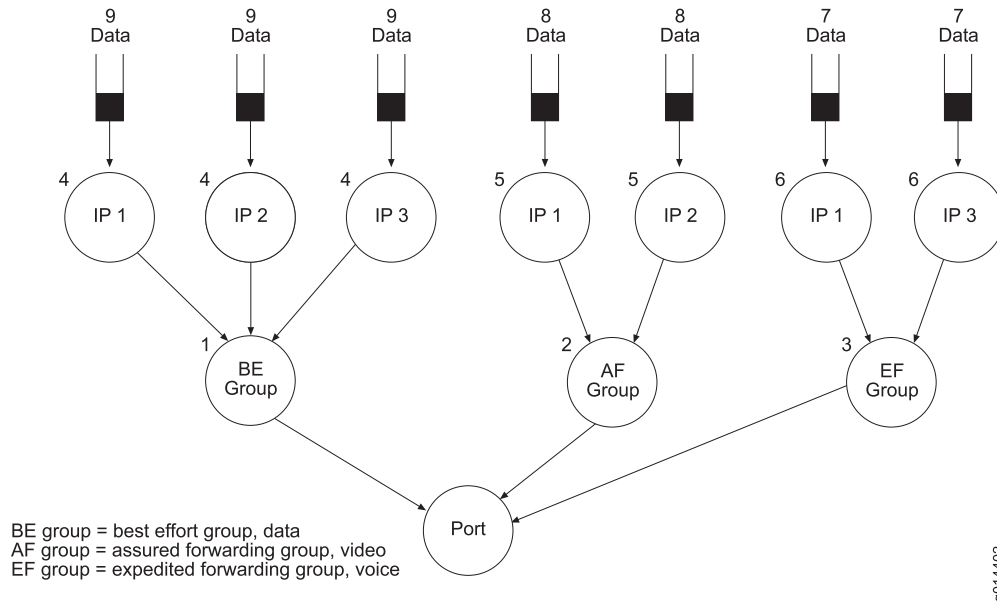 9 9 9 8 8 7 7
Data Data Data Data Data Data Data
4 4 4 5 5 6 6
IP 1 IP 2 IP 3 IP 1 IP 2 IP 1 IP 3
1 2 3
BE AF EF
Group Group Group
Port
BE group = best effort group, data
AF group = assured forwarding group, video
EF group = expedited forwarding group, voice